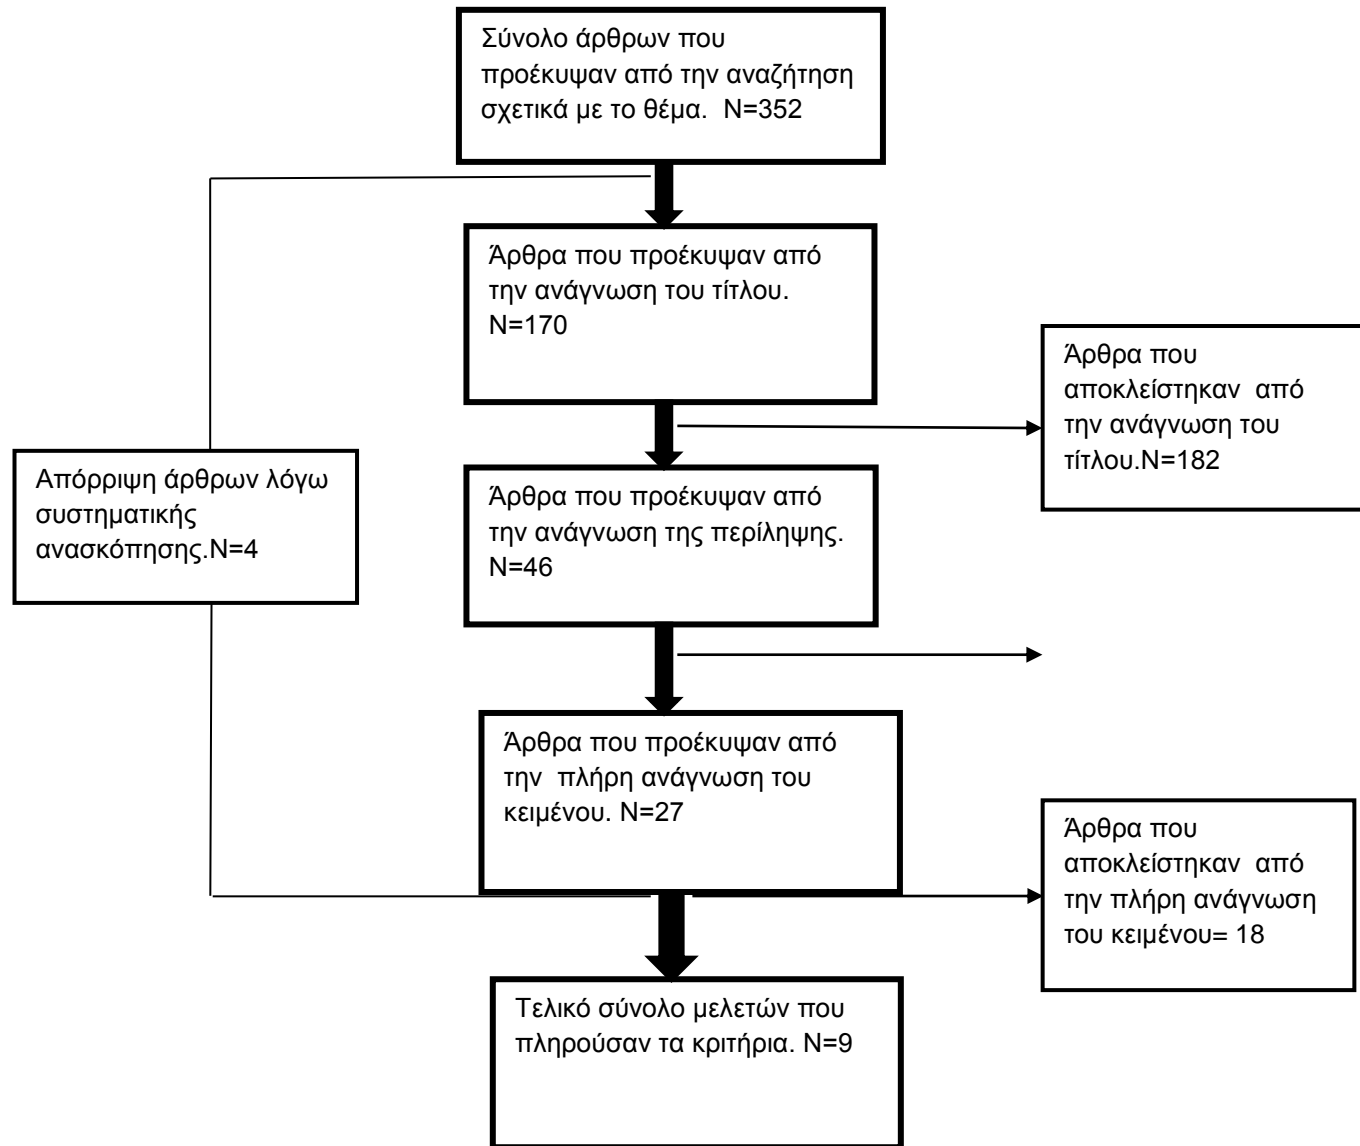 Σύνολο άρθρων που
προέκυψαν από την αναζήτηση
σχετικά με το θέμα.  N=352
Άρθρα που προέκυψαν από
την ανάγνωση του τίτλου.
N=170
Άρθρα που
αποκλείστηκαν  από
την ανάγνωση του
τίτλου.N=182
Απόρριψη άρθρων λόγω
συστηματικής
ανασκόπησης.N=4
Άρθρα που προέκυψαν από
την ανάγνωση της περίληψης.
N=46
Άρθρα που προέκυψαν από
την  πλήρη ανάγνωση του
κειμένου. N=27
Άρθρα που
αποκλείστηκαν  από
την πλήρη ανάγνωση
του κειμένου= 18
Τελικό σύνολο μελετών που
πληρούσαν τα κριτήρια. N=9